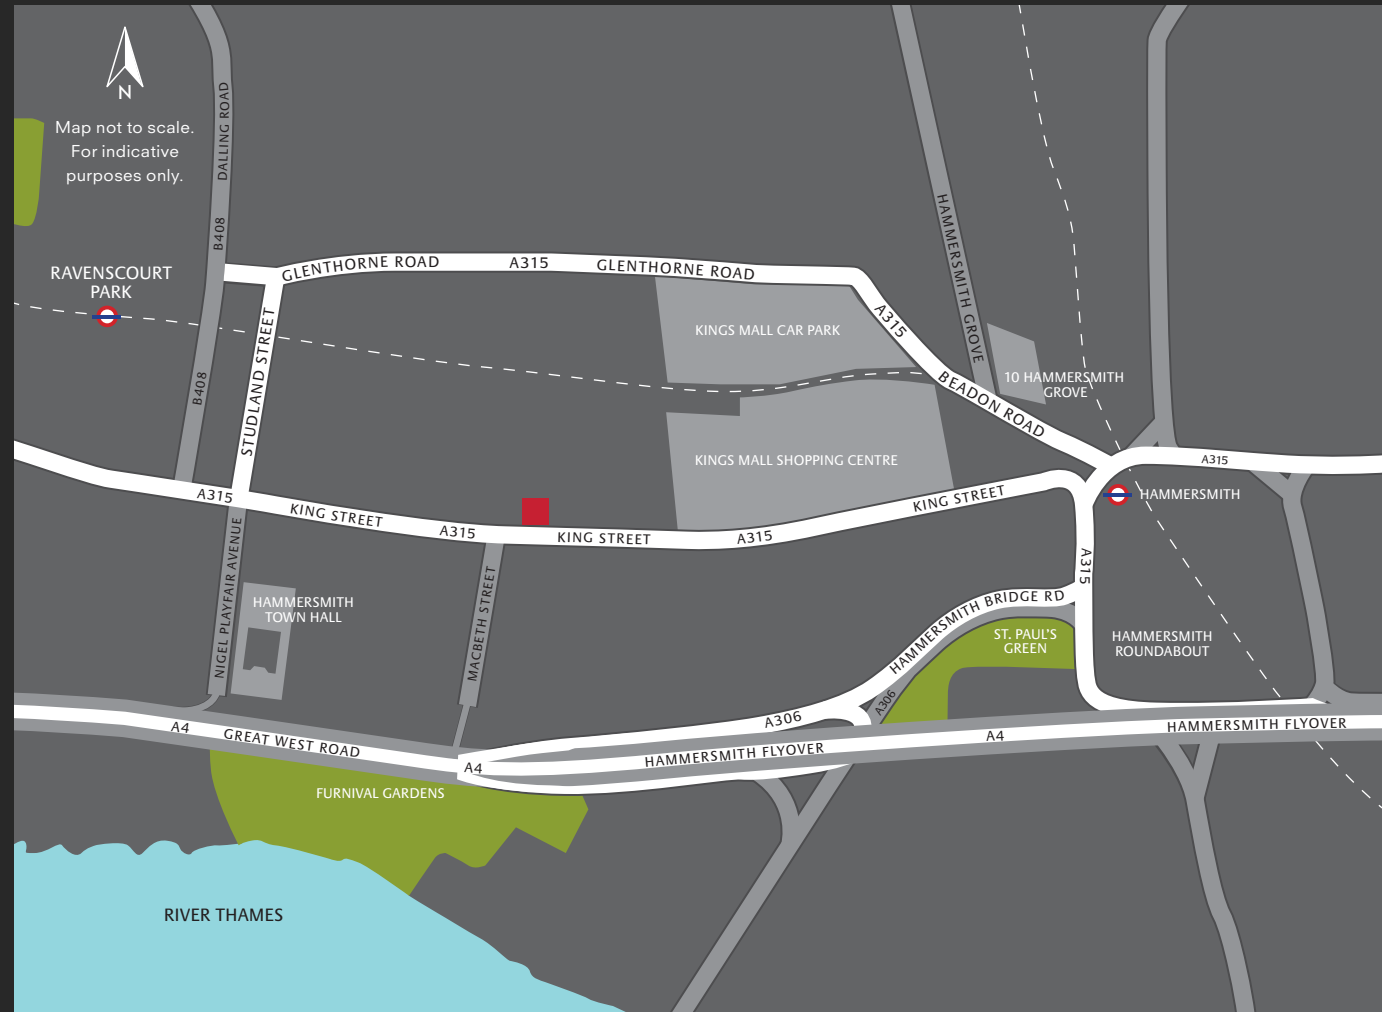 N
Map not to scale.
For indicative
purposes only.
DALLING ROAD
B408
HAMMERSMITH GROVE
RAVENSCOURT
PARK
GLENTHORNE ROAD
A315
GLENTHORNE ROAD
A315
KINGS MALL CAR PARK
STUDLAND STREET
B408
10 HAMMERSMITH
GROVE
BEADON ROAD
KINGS MALL SHOPPING CENTRE
A315
HAMMERSMITH
A315
KING STREET
A315
KING STREET
A315
KING STREET
A315
NIGEL PLAYFAIR AVENUE
HAMMERSMITH
TOWN HALL
MACBETH STREET
HAMMERSMITH BRIDGE RD
ST. PAUL'S
GREEN
HAMMERSMITH
ROUNDABOUT
A306
A306
A4
GREAT WEST ROAD
A4
HAMMERSMITH FLYOVER
A4
HAMMERSMITH FLYOVER
FURNIVAL GARDENS
RIVER THAMES